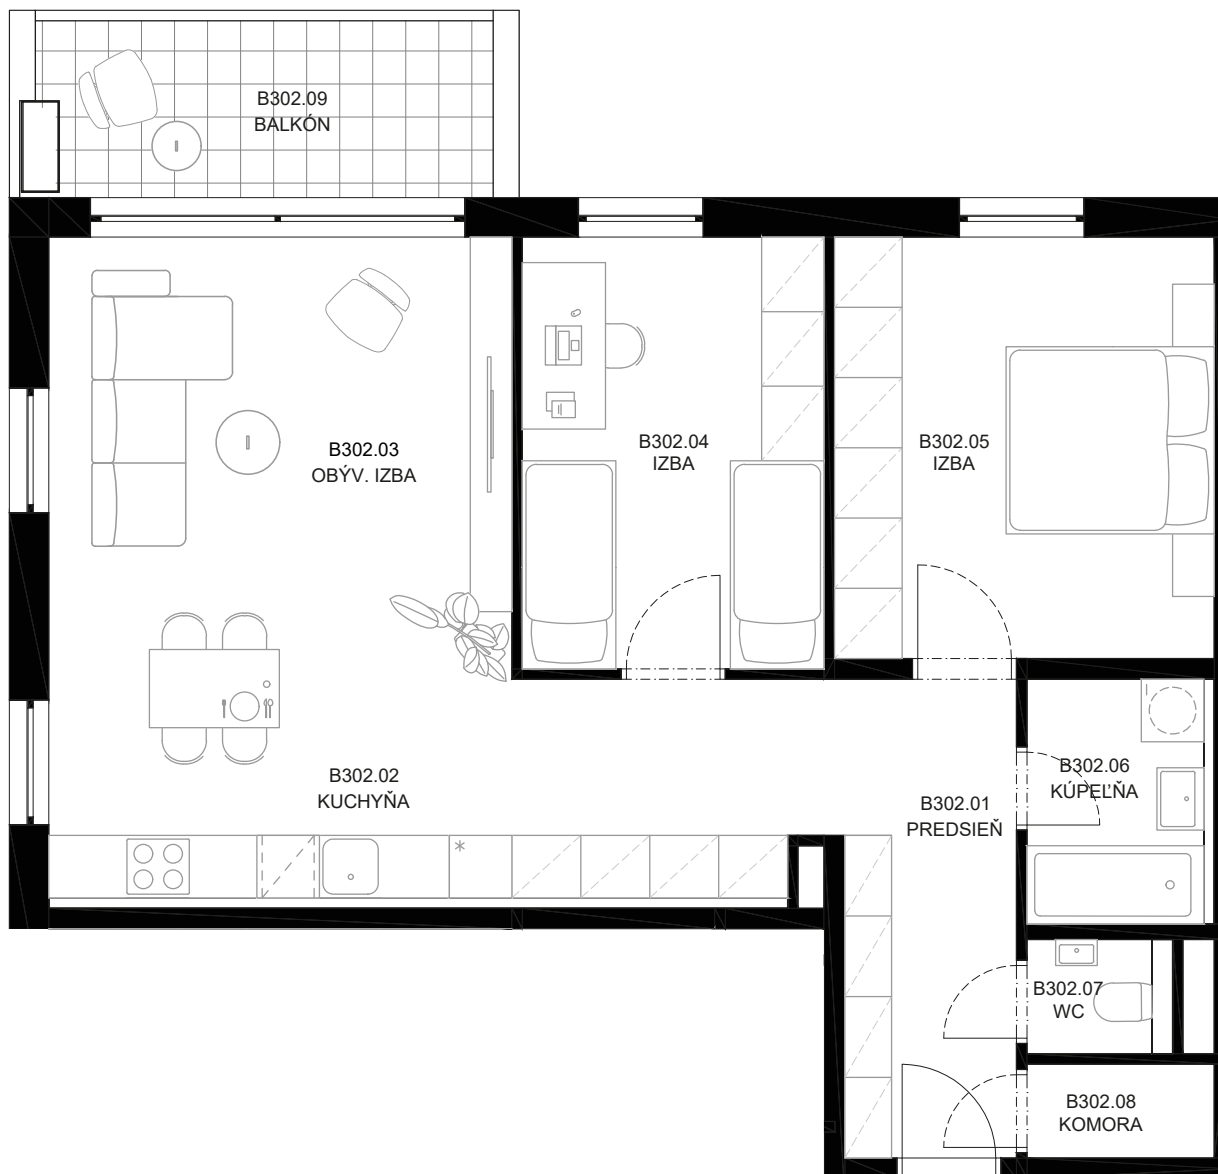 B302.09
BALKÓN
B302.03
OBÝV. IZBA
B302.04
IZBA
B302.05
IZBA
B302.02
KUCHYŇA
B302.01
PREDSIEŇ
B302.06
KÚPEĽŇA
B302.07
WC
B302.08
KOMORA